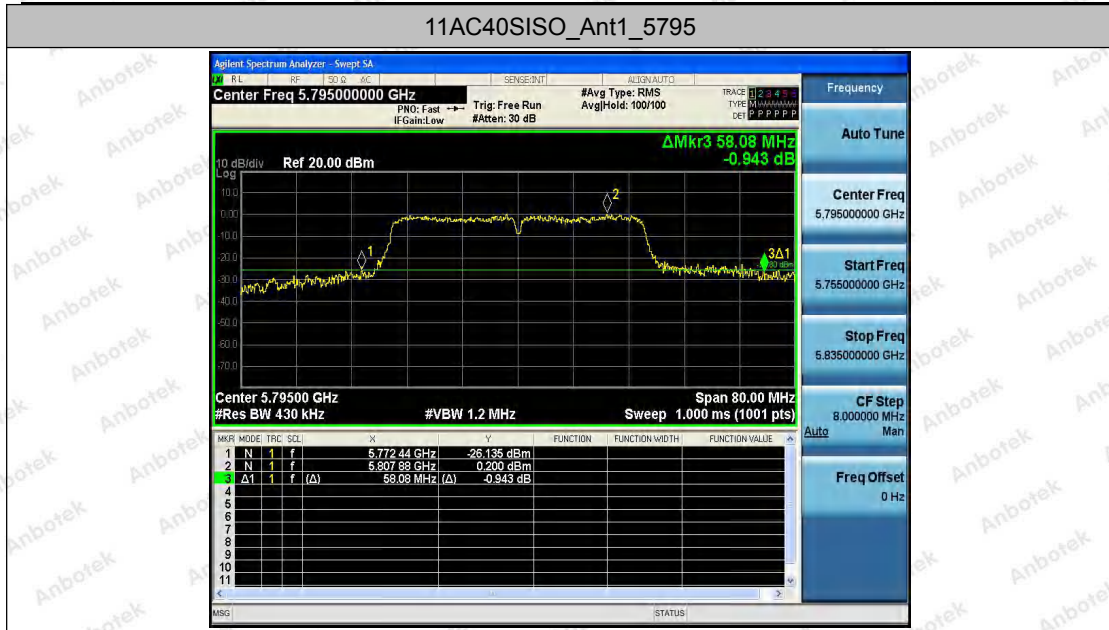 11AC40SISO_Ant1_5795
Agilent Spectrum Analyzer - Swept SA
RL RF 50 Ω AC SENSE:INT ALIGN AUTO
Center Freq 5.795000000 GHz
PNO: Fast
IFGain:Low
Trig: Free Run
#Atten: 30 dB
#Avg Type: RMS
Avg|Hold: 100/100
TRACE 1 2 3 4 5 6
TYPE M
DET P P P P P P
ΔMkr3 58.08 MHz
-0.943 dB
10 dB/div
Log
Ref 20.00 dBm
10.0
0.00
-10.0
-20.0
-30.0
-40.0
-50.0
-60.0
-70.0
1
2
3Δ1
Center 5.79500 GHz
Span 80.00 MHz
#Res BW 430 kHz
#VBW 1.2 MHz
Sweep 1.000 ms (1001 pts)
MKR MODE TRC SCL X Y FUNCTION FUNCTION WIDTH FUNCTION VALUE
1 N 1 f 5.772 44 GHz -26.135 dBm
2 N 1 f 5.807 88 GHz 0.200 dBm
3 Δ1 1 f (Δ) 58.08 MHz (Δ) -0.943 dB
4
5
6
7
8
9
10
11
MSG
STATUS
Frequency
Auto Tune
Center Freq
5.795000000 GHz
Start Freq
5.755000000 GHz
Stop Freq
5.835000000 GHz
CF Step
8.000000 MHz
Auto Man
Freq Offset
0 Hz
Anbotek